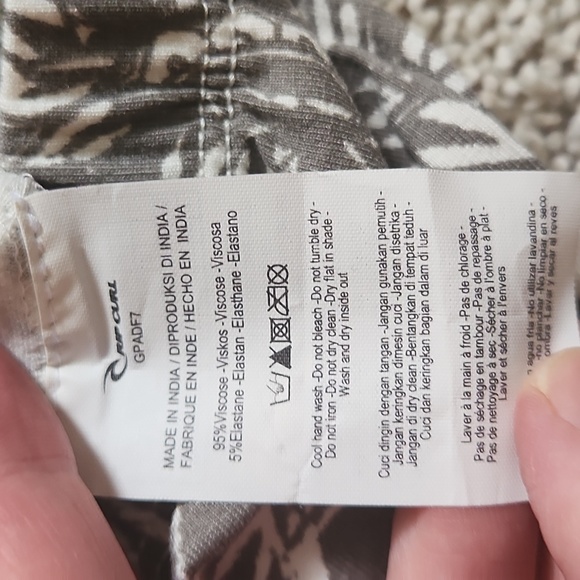 RIP CURL
GPADF7
MADE IN INDIA / DIPRODUKSI DI INDIA /
FABRIQUE EN INDE / HECHO EN INDIA
95%Viscose -Viskos -Viscose -Viscosa
5%Elastane -Elastan -Elasthane -Elastano
Cool hand wash -Do not bleach -Do not tumble dry -
Do not iron -Do not dry clean -Dry flat in shade -
Wash and dry inside out
Cuci dingin dengan tangan -Jangan gunakan pemutih -
Jangan keringkan dimesin cuci -Jangan disetrika -
Jangan di dry clean -Bentangkan di tempat teduh -
Cuci dan keringkan bagian dalam di luar
Laver à la main à froid -Pas de chlorage -
Pas de séchage en tambour -Pas de repassage -
Pas de nettoyage à sec -Sécher à l'ombre à plat -
Laver et sécher à l'envers
agua fria -No utilizar lavandina -
-No limpiar en seco -
-Lavar y secar al reves